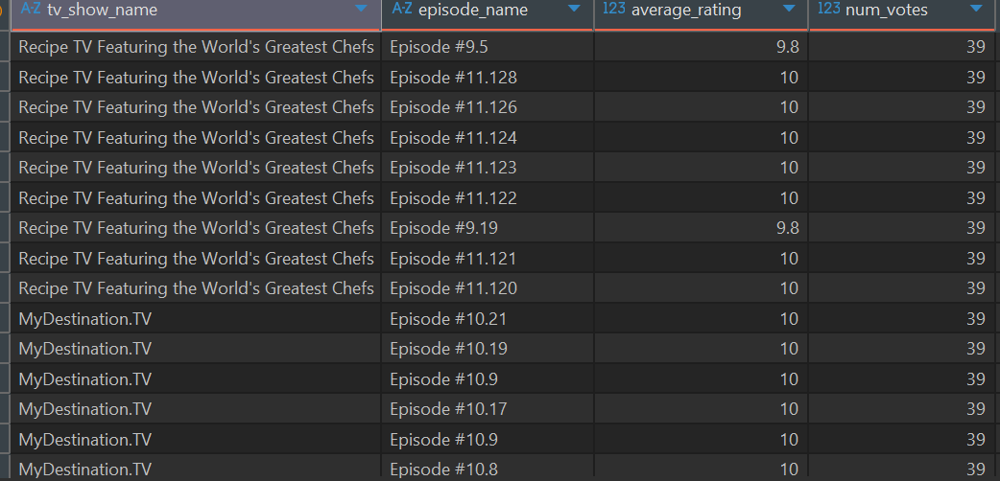 A-Z tv_show_name A-Z episode_name 123 average_rating 123 num_votes
Recipe TV Featuring the World's Greatest Chefs Episode #9.5 9.8 39
Recipe TV Featuring the World's Greatest Chefs Episode #11.128 10 39
Recipe TV Featuring the World's Greatest Chefs Episode #11.126 10 39
Recipe TV Featuring the World's Greatest Chefs Episode #11.124 10 39
Recipe TV Featuring the World's Greatest Chefs Episode #11.123 10 39
Recipe TV Featuring the World's Greatest Chefs Episode #11.122 10 39
Recipe TV Featuring the World's Greatest Chefs Episode #9.19 9.8 39
Recipe TV Featuring the World's Greatest Chefs Episode #11.121 10 39
Recipe TV Featuring the World's Greatest Chefs Episode #11.120 10 39
MyDestination.TV Episode #10.21 10 39
MyDestination.TV Episode #10.19 10 39
MyDestination.TV Episode #10.9 10 39
MyDestination.TV Episode #10.17 10 39
MyDestination.TV Episode #10.9 10 39
MyDestination.TV Episode #10.8 10 39